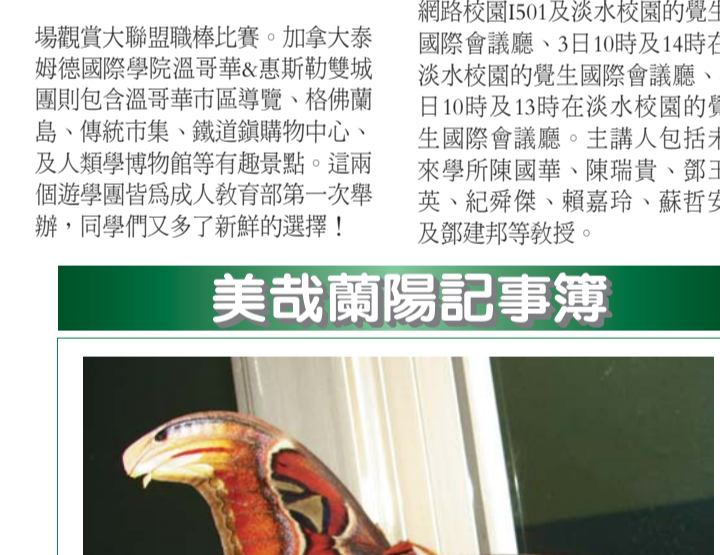 場觀賞大聯盟職棒比賽。加拿大泰
姆德國際學院溫哥華&惠斯勒雙城
團則包含溫哥華市區導覽、格佛蘭
島、傳統市集、鐵道鎮購物中心、
及人類學博物館等有趣景點。這兩
個遊學團皆爲成人教育部第一次舉
辦，同學們又多了新鮮的選擇！
網路校園I501及淡水校園的覺生
國際會議廳、3日10時及14時在
淡水校園的覺生國際會議廳、
日10時及13時在淡水校園的覺
生國際會議廳。主講人包括未
來學所陳國華、陳瑞貴、鄧玉
英、紀舜傑、賴嘉玲、蘇哲安
及鄧建邦等教授。
美哉蘭陽記事簿